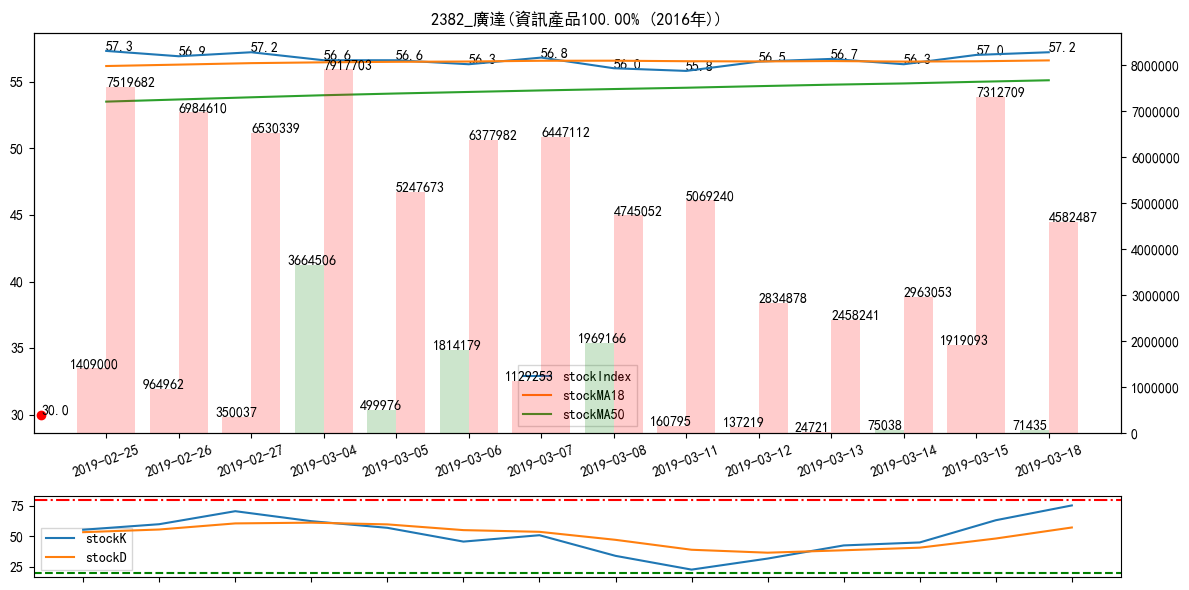 2382_廣達(資訊產品100.00% (2016年))
57.3 56.9 57.2 56.6 56.6 56.3 56.8 56.0 55.8 56.5 56.7 56.3 57.0 57.2
7519682 6984610 6530339 7917703 5247673 6377982 6447112 4745052 5069240 2834878 2458241 2963053 7312709 4582487
1409000 964962 350037 3664506 499976 1814179 1129253 1969166 160795 137219 24721 75038 1919093 71435
30.0
55
50
45
40
35
30
8000000
7000000
6000000
5000000
4000000
3000000
2000000
1000000
0
stockIndex
stockMA18
stockMA50
2019-02-25 2019-02-26 2019-02-27 2019-03-04 2019-03-05 2019-03-06 2019-03-07 2019-03-08 2019-03-11 2019-03-12 2019-03-13 2019-03-14 2019-03-15 2019-03-18
75
50
25
stockK
stockD